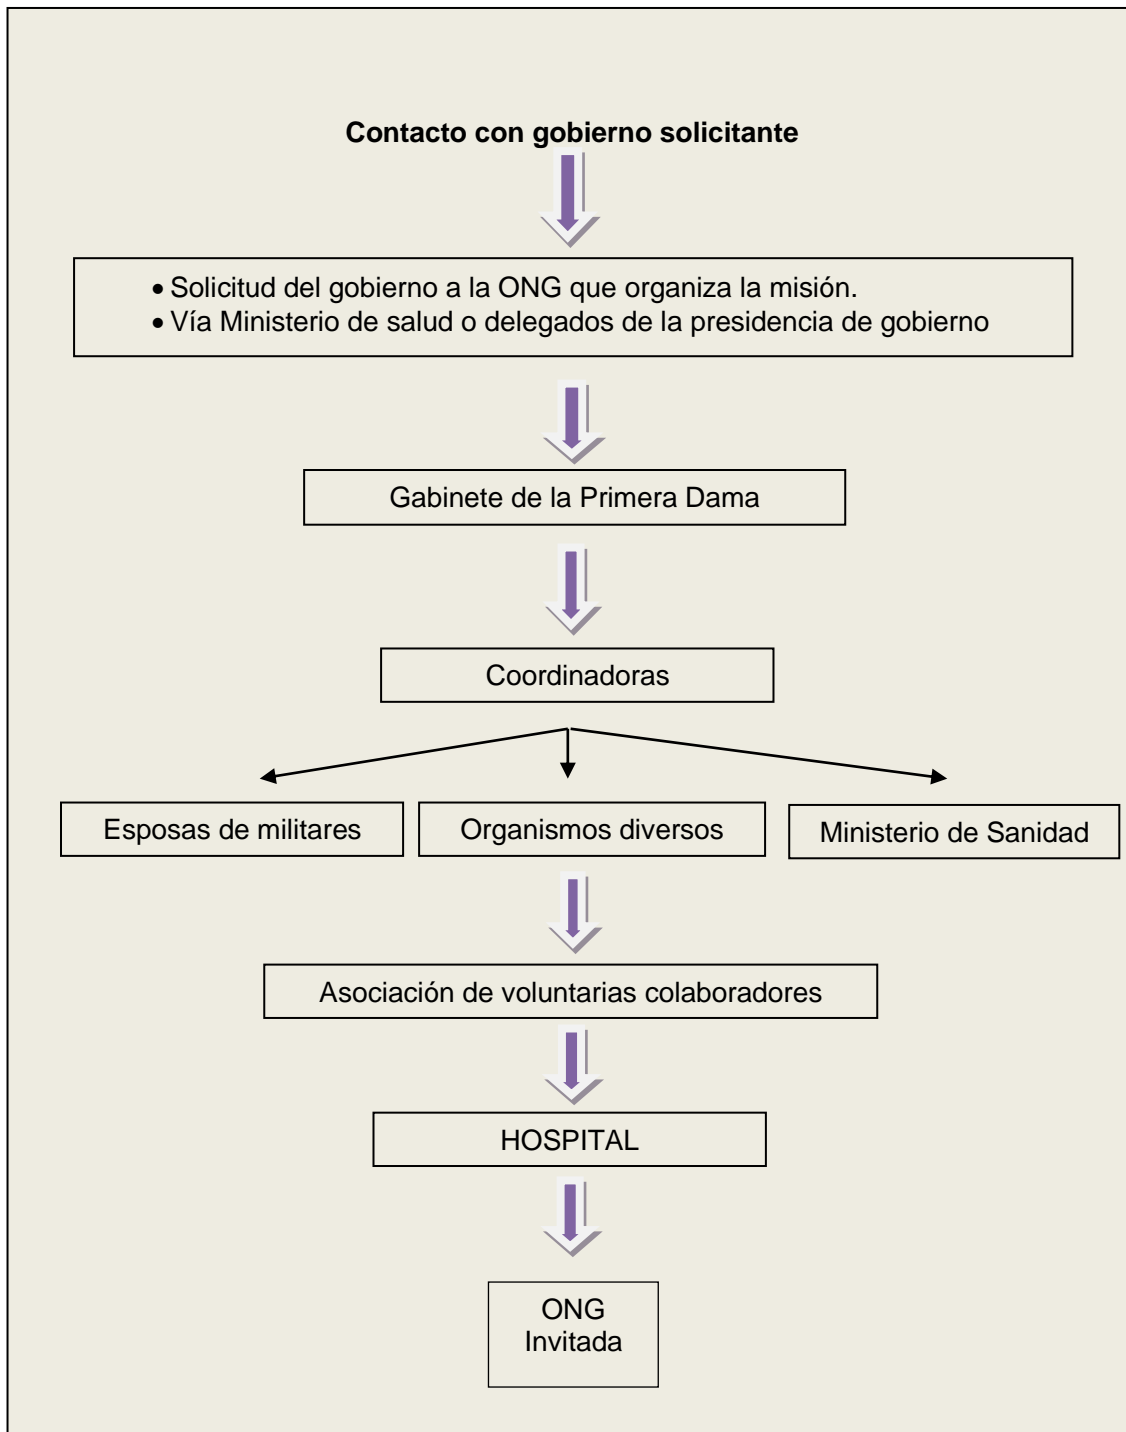 Contacto con gobierno solicitante
• Solicitud del gobierno a la ONG que organiza la misión.
• Vía Ministerio de salud o delegados de la presidencia de gobierno
Gabinete de la Primera Dama
Coordinadoras
Esposas de militares
Organismos diversos
Ministerio de Sanidad
Asociación de voluntarias colaboradores
HOSPITAL
ONG
Invitada